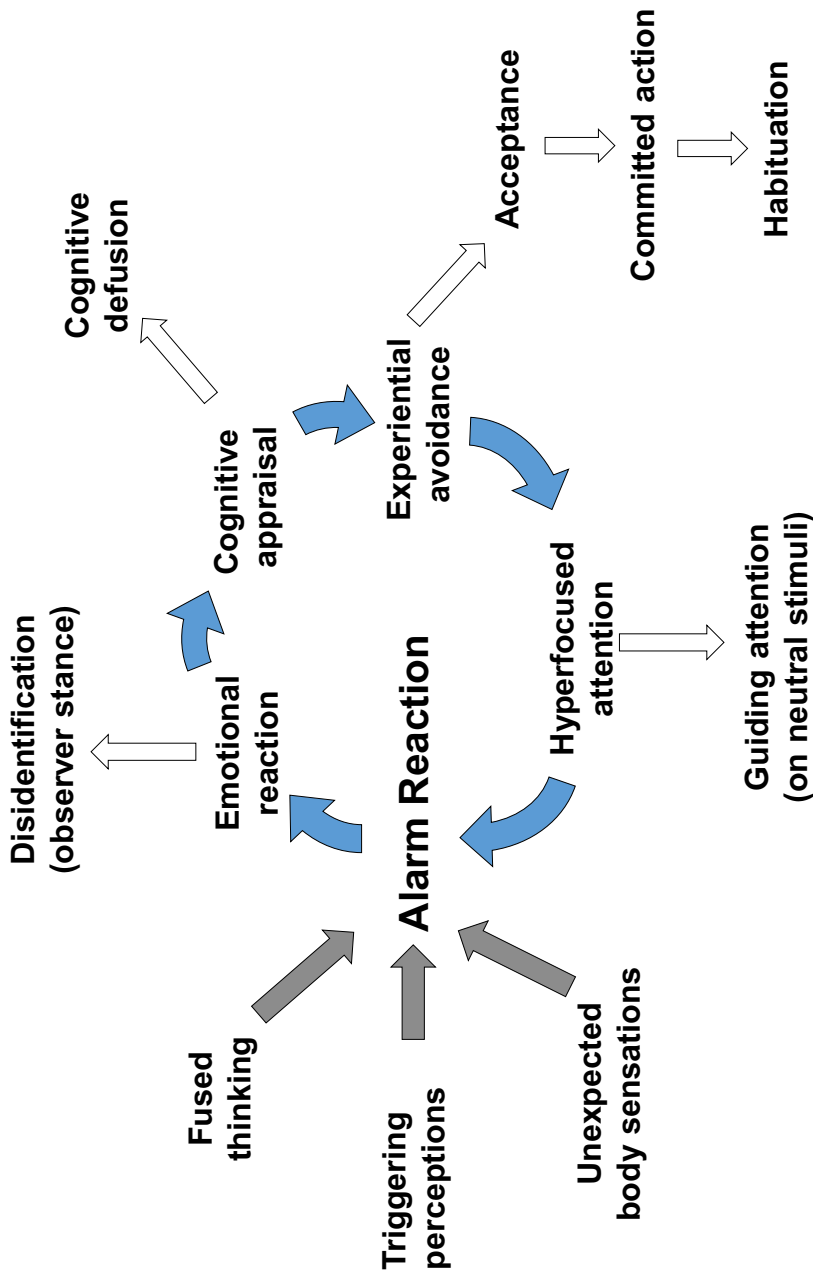 Disidentification
(observer stance)
Cognitive
defusion
Emotional
reaction
Cognitive
appraisal
Fused
thinking
Triggering
perceptions
Unexpected
body sensations
Alarm Reaction
Experiential
avoidance
Acceptance
Committed action
Habituation
Hyperfocused
attention
Guiding attention
(on neutral stimuli)